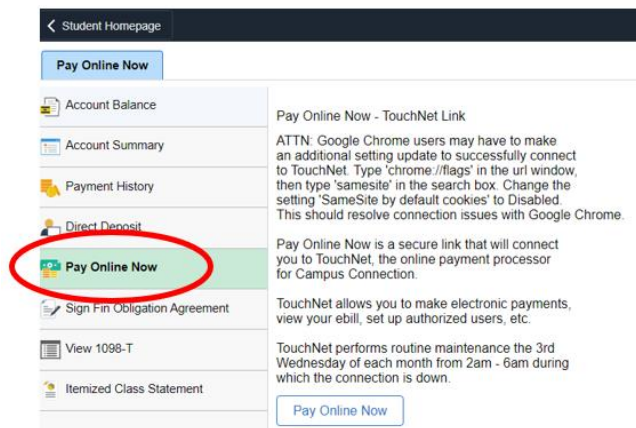 Student Homepage
Pay Online Now
Account Balance
Account Summary
Payment History
Direct Deposit
Pay Online Now
Sign Fin Obligation Agreement
View 1098-T
Itemized Class Statement
Pay Online Now - TouchNet Link
ATTN: Google Chrome users may have to make
an additional setting update to successfully connect
to TouchNet. Type 'chrome://flags' in the url window,
then type 'samesite' in the search box. Change the
setting 'SameSite by default cookies' to Disabled.
This should resolve connection issues with Google Chrome.
Pay Online Now is a secure link that will connect
you to TouchNet, the online payment processor
for Campus Connection.
TouchNet allows you to make electronic payments,
view your ebill, set up authorized users, etc.
TouchNet performs routine maintenance the 3rd
Wednesday of each month from 2am - 6am during
which the connection is down.
Pay Online Now